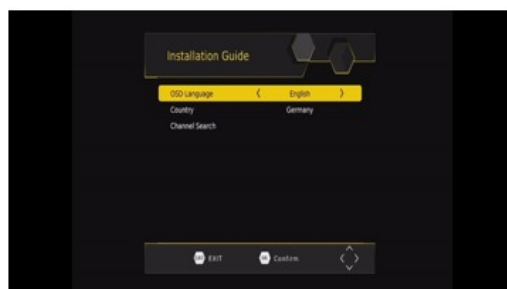 Installation Guide
OSD Language English
Country Germany
Channel Search
EXIT Confirm